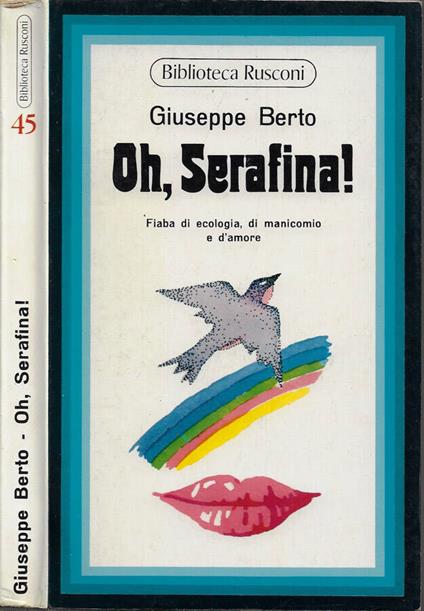 Biblioteca Rusconi
45
Giuseppe Berto - Oh, Serafina!
Biblioteca Rusconi
Giuseppe Berto
Oh, Serafina!
Fiaba di ecologia, di manicomio
e d'amore